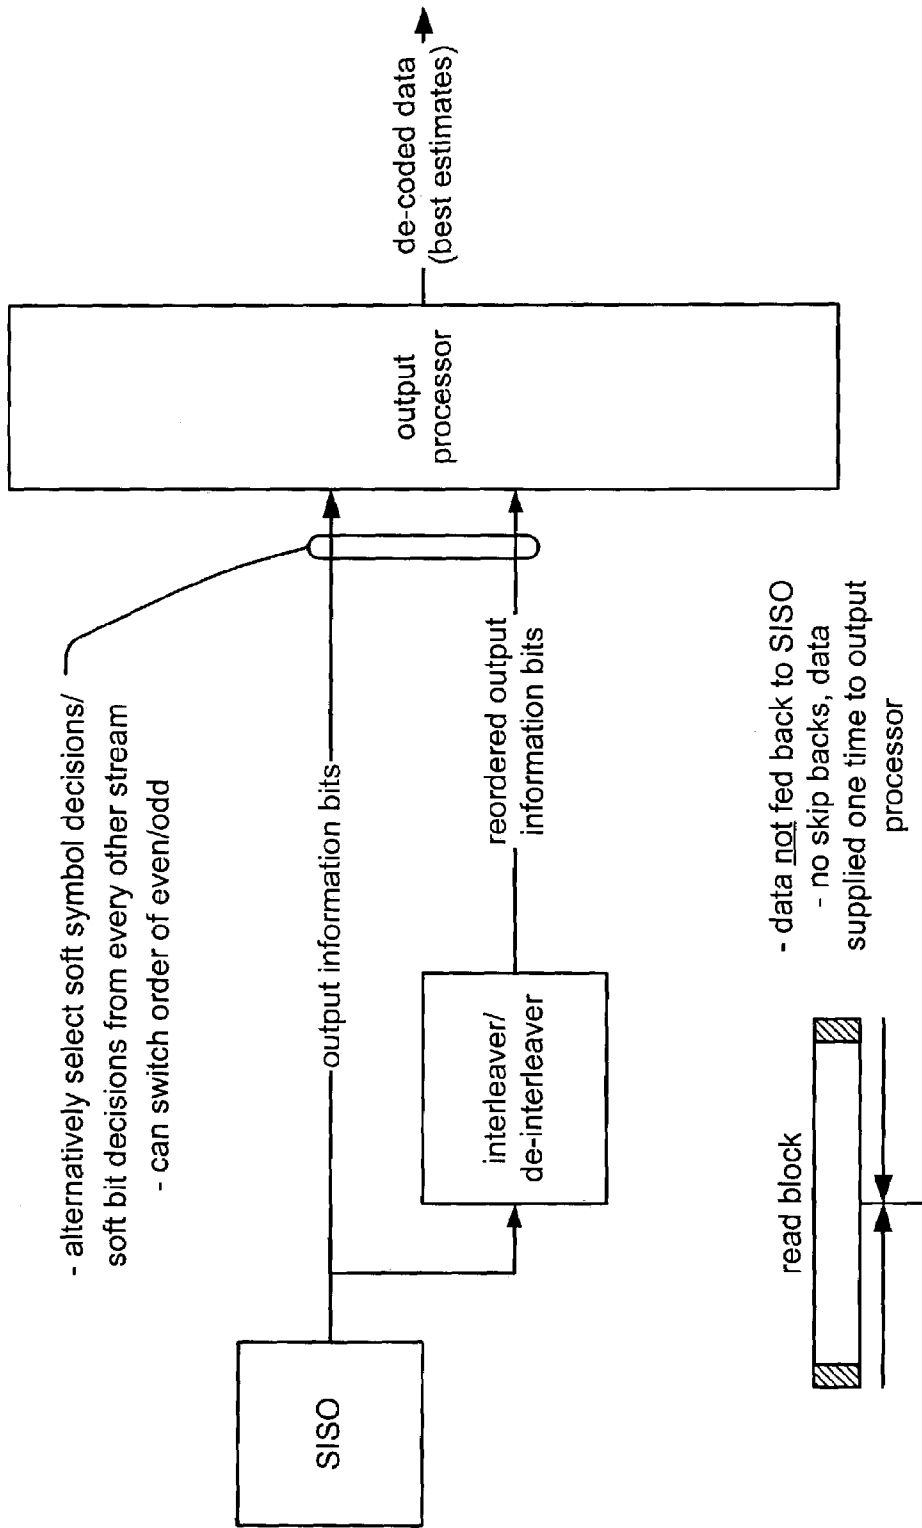 - alternatively select soft symbol decisions/
soft bit decisions from every other stream
- can switch order of even/odd
SISO
output information bits
interleaver/
de-interleaver
reordered output
information bits
output
processor
de-coded data
(best estimates)
read block
- data not fed back to SISO
- no skip backs, data
supplied one time to output
processor